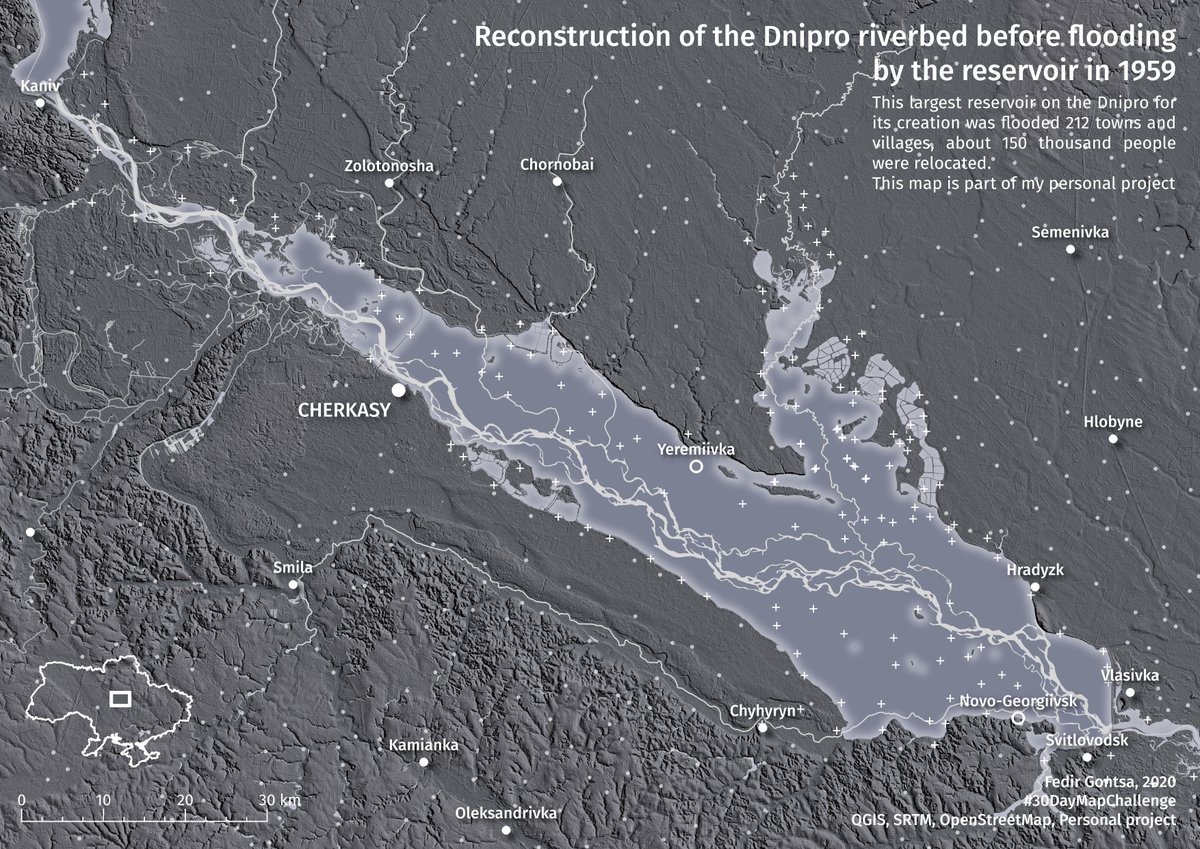 Reconstruction of the Dnipro riverbed before flooding
by the reservoir in 1959
This largest reservoir on the Dnipro for
its creation was flooded 212 towns and
villages, about 150 thousand people
were relocated.
This map is part of my personal project
Kaniv
Zolotonosha
Chornobai
Semenivka
CHERKASY
Hlobyne
Yeremiivka
Smila
Hradyzk
Vlasivka
Novo-Georgiivsk
Chyhyryn
Svitlovodsk
Kamianka
Oleksandrivka
0 10 20 30 km
Fedir Gontsa, 2020
#30DayMapChallenge
QGIS, SRTM, OpenStreetMap, Personal project